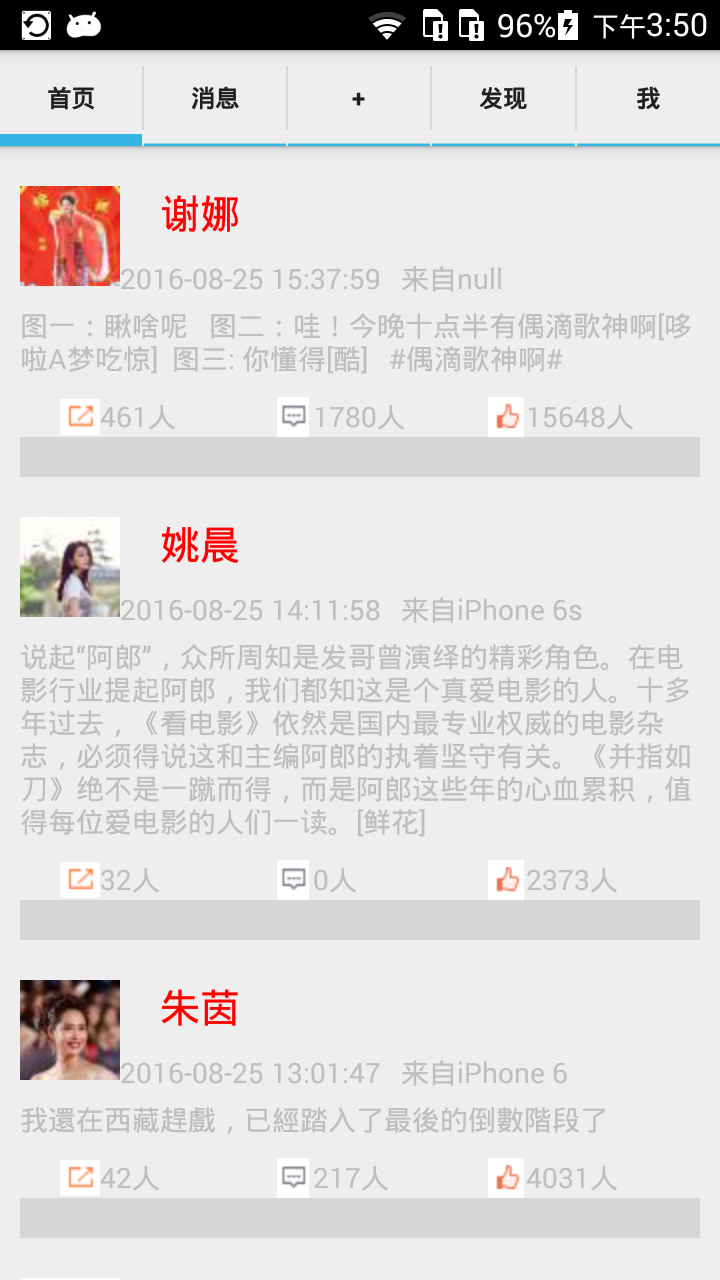 96% 下午3:50
首页 消息 + 发现 我
谢娜
2016-08-25 15:37:59 来自null
图一：瞅啥呢 图二：哇！今晚十点半有偶滴歌神啊[哆
啦A梦吃惊] 图三: 你懂得[酷] #偶滴歌神啊#
461人 1780人 15648人
姚晨
2016-08-25 14:11:58 来自iPhone 6s
说起“阿郎”，众所周知是发哥曾演绎的精彩角色。在电
影行业提起阿郎，我们都知这是个真爱电影的人。十多
年过去，《看电影》依然是国内最专业权威的电影杂
志，必须得说这和主编阿郎的执着坚守有关。《并指如
刀》绝不是一蹴而得，而是阿郎这些年的心血累积，值
得每位爱电影的人们一读。[鲜花]
32人 0人 2373人
朱茵
2016-08-25 13:01:47 来自iPhone 6
我還在西藏趕戲，已經踏入了最後的倒數階段了
42人 217人 4031人